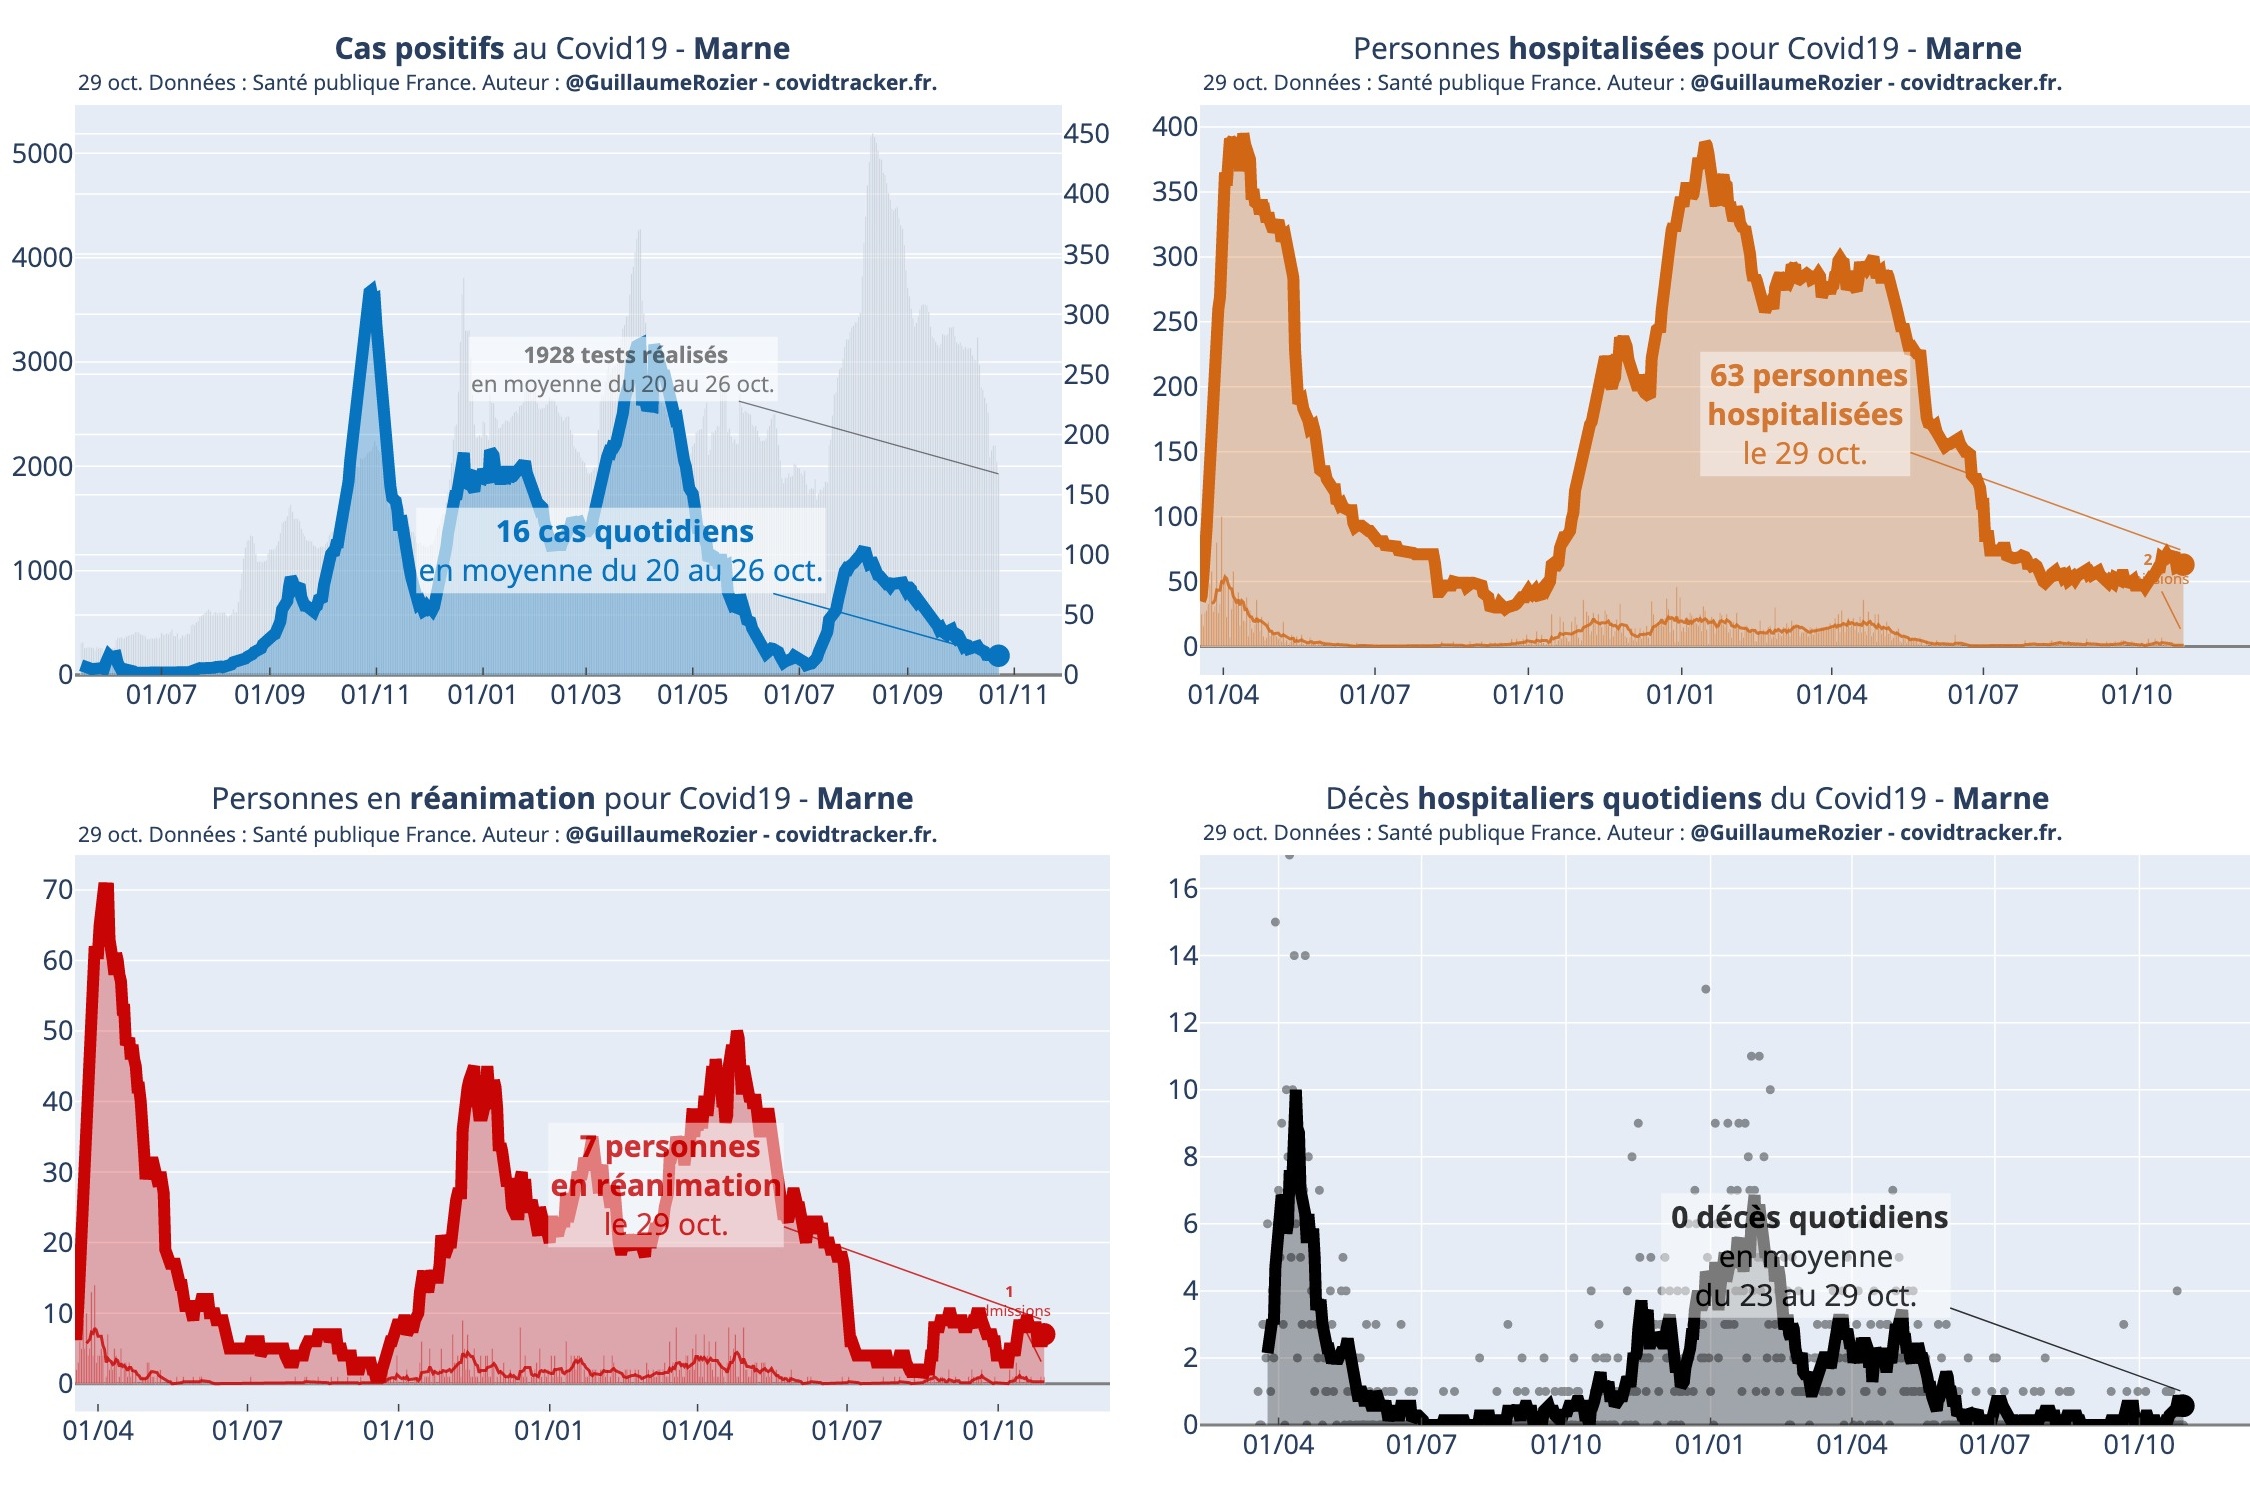 Cas positifs au Covid19 - Marne
29 oct. Données : Santé publique France. Auteur : @GuillaumeRozier - covidtracker.fr.
5000
4000
3000
2000
1000
0
450
400
350
300
250
200
150
100
50
0
1928 tests réalisés
en moyenne du 20 au 26 oct.
16 cas quotidiens
en moyenne du 20 au 26 oct.
01/07 01/09 01/11 01/01 01/03 01/05 01/07 01/09 01/11
Personnes hospitalisées pour Covid19 - Marne
29 oct. Données : Santé publique France. Auteur : @GuillaumeRozier - covidtracker.fr.
400
350
300
250
200
150
100
50
0
63 personnes
hospitalisées
le 29 oct.
2
01/04 01/07 01/10 01/01 01/04 01/07 01/10
Personnes en réanimation pour Covid19 - Marne
29 oct. Données : Santé publique France. Auteur : @GuillaumeRozier - covidtracker.fr.
70
60
50
40
30
20
10
0
7 personnes
en réanimation
le 29 oct.
1
dmissions
01/04 01/07 01/10 01/01 01/04 01/07 01/10
Décès hospitaliers quotidiens du Covid19 - Marne
29 oct. Données : Santé publique France. Auteur : @GuillaumeRozier - covidtracker.fr.
16
14
12
10
8
6
4
2
0
0 décès quotidiens
en moyenne
du 23 au 29 oct.
01/04 01/07 01/10 01/01 01/04 01/07 01/10